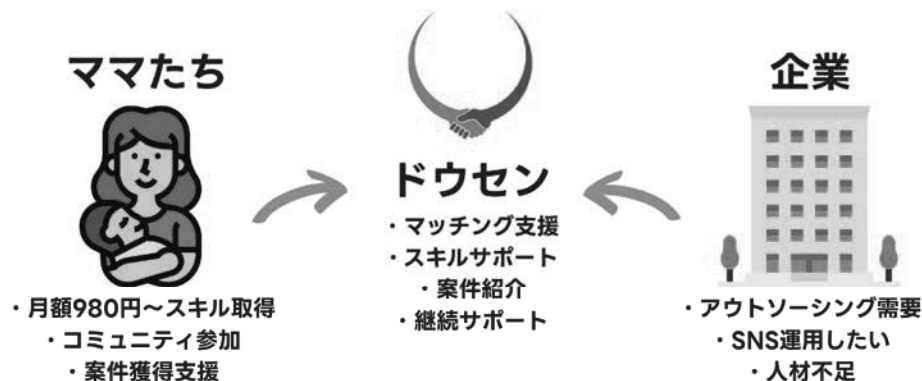 ママたち
・月額980円～スキル取得
・コミュニティ参加
・案件獲得支援
ドウセン
・マッチング支援
・スキルサポート
・案件紹介
・継続サポート
企業
・アウトソーシング需要
・SNS運用したい
・人材不足